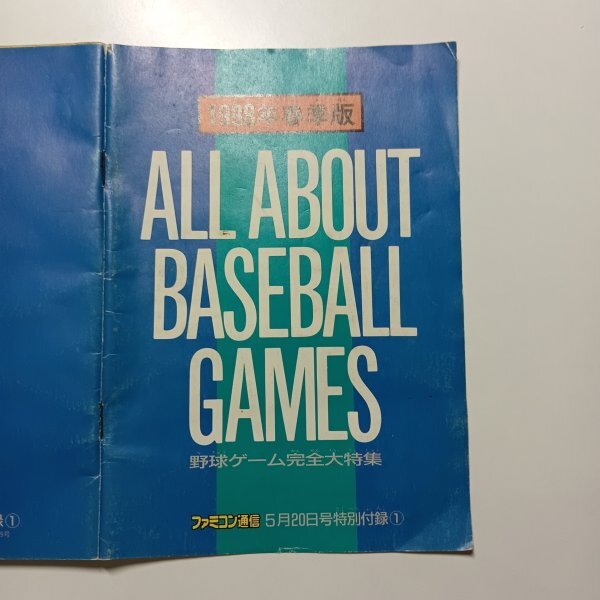 1988年春季版
ALL ABOUT
BASEBALL
GAMES
野球ゲーム完全大特集
ファミコン通信 5月20日号特別付録①
録①